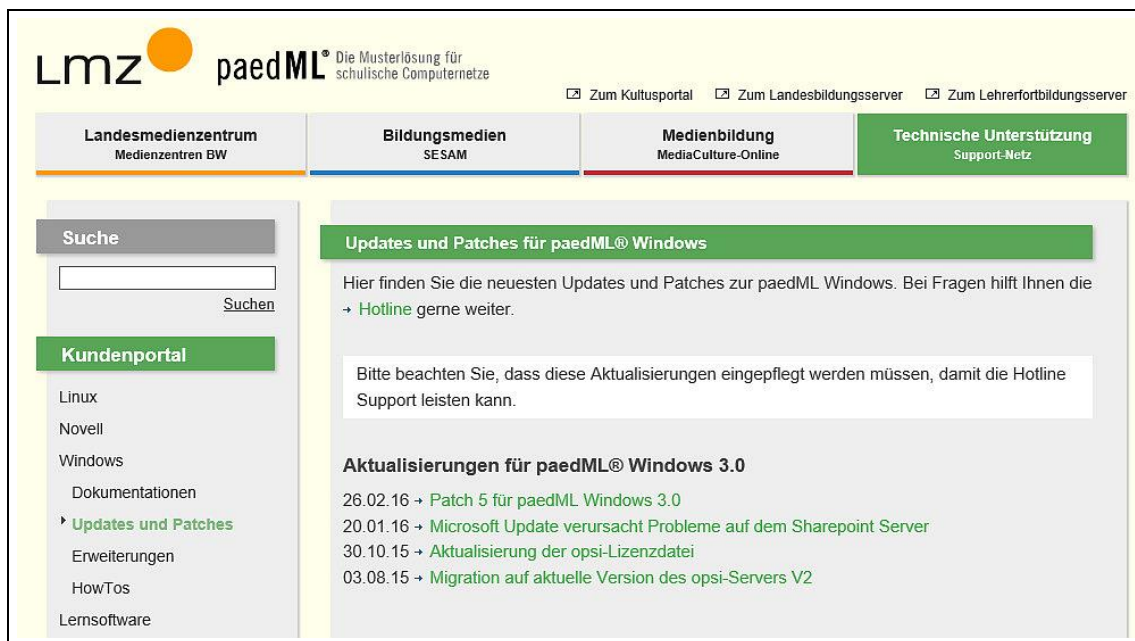 Lmz
paedML® Die Musterlösung für
schulische Computernetze
Zum Kultusportal Zum Landesbildungsserver Zum Lehrerfortbildungsserver
Landesmedienzentrum
Medienzentren BW
Bildungsmedien
SESAM
Medienbildung
MediaCulture-Online
Technische Unterstützung
Support-Netz
Suche
Suchen
Kundenportal
Linux
Novell
Windows
Dokumentationen
Updates und Patches
Erweiterungen
HowTos
Lernsoftware
Updates und Patches für paedML® Windows
Hier finden Sie die neuesten Updates und Patches zur paedML Windows. Bei Fragen hilft Ihnen die
→ Hotline gerne weiter.
Bitte beachten Sie, dass diese Aktualisierungen eingepflegt werden müssen, damit die Hotline
Support leisten kann.
Aktualisierungen für paedML® Windows 3.0
26.02.16 → Patch 5 für paedML Windows 3.0
20.01.16 → Microsoft Update verursacht Probleme auf dem Sharepoint Server
30.10.15 → Aktualisierung der opsi-Lizenzdatei
03.08.15 → Migration auf aktuelle Version des opsi-Servers V2